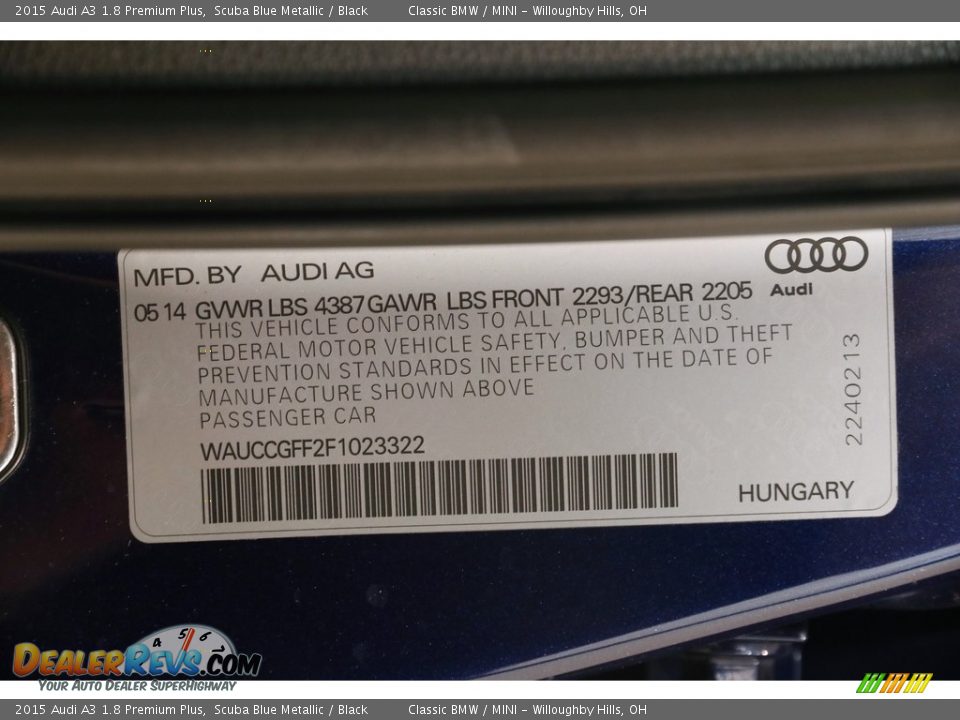 2015 Audi A3 1.8 Premium Plus, Scuba Blue Metallic / Black Classic BMW / MINI – Willoughby Hills, OH
MFD. BY AUDI AG
Audi
05 14 GVWR LBS 4387 GAWR LBS FRONT 2293/REAR 2205
THIS VEHICLE CONFORMS TO ALL APPLICABLE U.S.
FEDERAL MOTOR VEHICLE SAFETY, BUMPER AND THEFT
PREVENTION STANDARDS IN EFFECT ON THE DATE OF
MANUFACTURE SHOWN ABOVE
PASSENGER CAR
2240213
WAUCCGFF2F1023322
HUNGARY
4 5 6
DEALERREVS.COM
YOUR AUTO DEALER SUPERHIGHWAY
2015 Audi A3 1.8 Premium Plus, Scuba Blue Metallic / Black Classic BMW / MINI – Willoughby Hills, OH